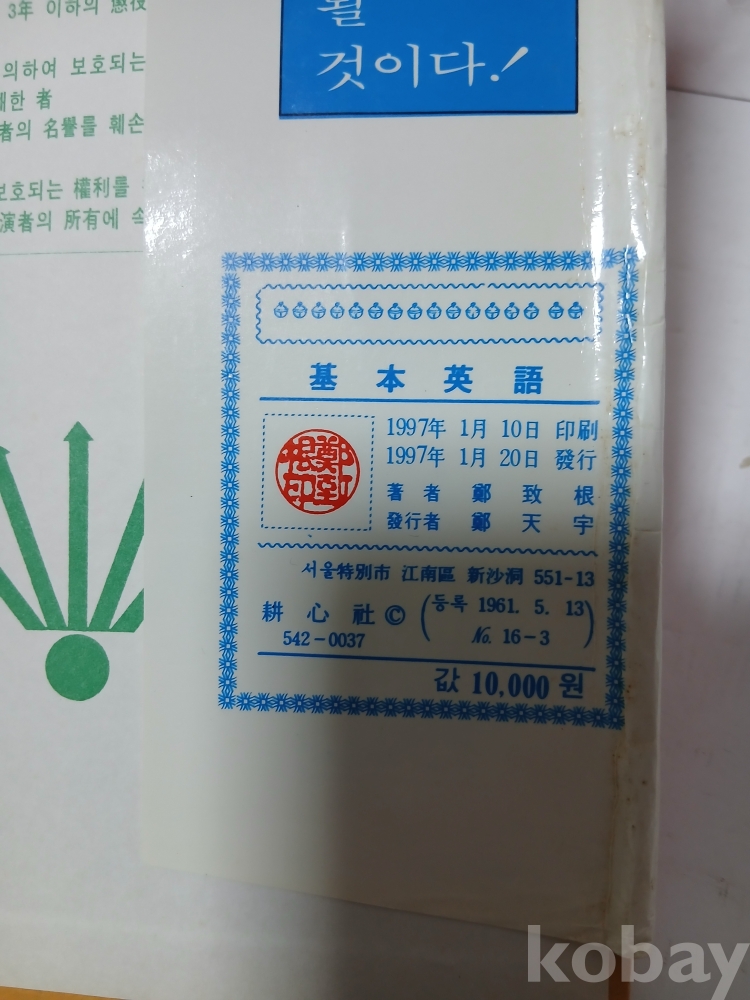 3年 이하의 懲役
의하여 보호되는
해한 者
者의 名譽를 훼손
보호되는 權利를
演者의 所有에 속
될
것이다!
基本英語
1997年 1月 10日 印刷
1997年 1月 20日 發行
著者 鄭致根
發行者 鄭天宇
서울特別市 江南區 新沙洞 551-13
耕心社 ©
542-0037
(등록 1961. 5. 13
No. 16-3)
값 10,000원
kobay